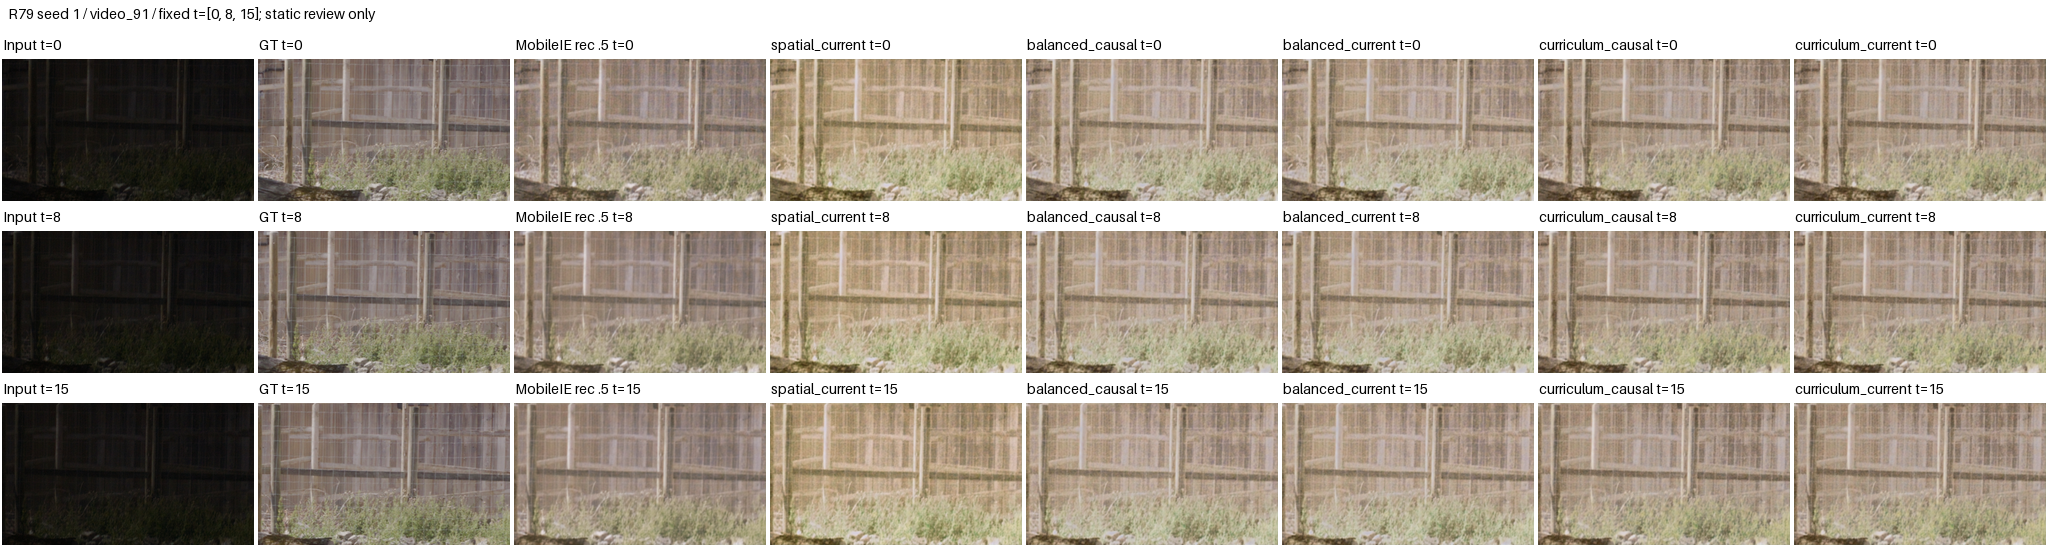 R79 seed 1 / video_91 / fixed t=[0, 8, 15]; static review only
Input t=0 GT t=0 MobileIE rec .5 t=0 spatial_current t=0 balanced_causal t=0 balanced_current t=0 curriculum_causal t=0 curriculum_current t=0
Input t=8 GT t=8 MobileIE rec .5 t=8 spatial_current t=8 balanced_causal t=8 balanced_current t=8 curriculum_causal t=8 curriculum_current t=8
Input t=15 GT t=15 MobileIE rec .5 t=15 spatial_current t=15 balanced_causal t=15 balanced_current t=15 curriculum_causal t=15 curriculum_current t=15